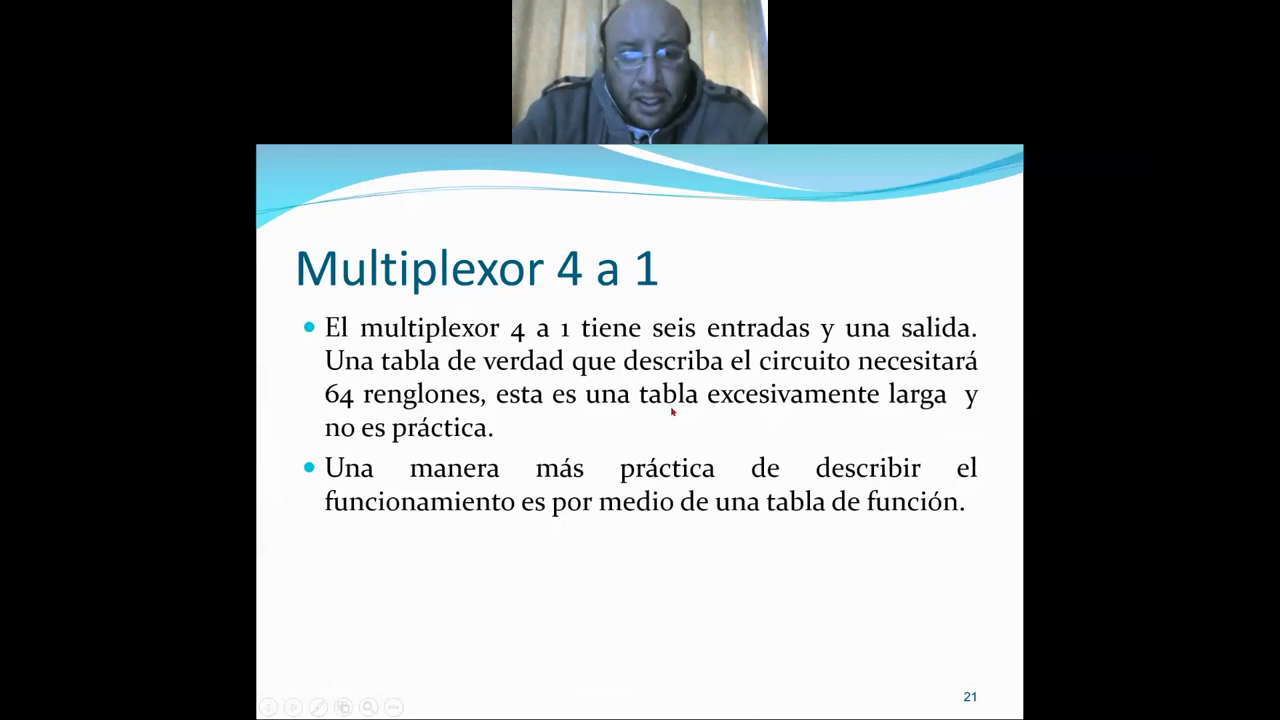 Multiplexor 4 a 1
El multiplexor 4 a 1 tiene seis entradas y una salida.
Una tabla de verdad que describa el circuito necesitará
64 renglones, esta es una tabla excesivamente larga y
no es práctica.
Una manera más práctica de describir el
funcionamiento es por medio de una tabla de función.
21